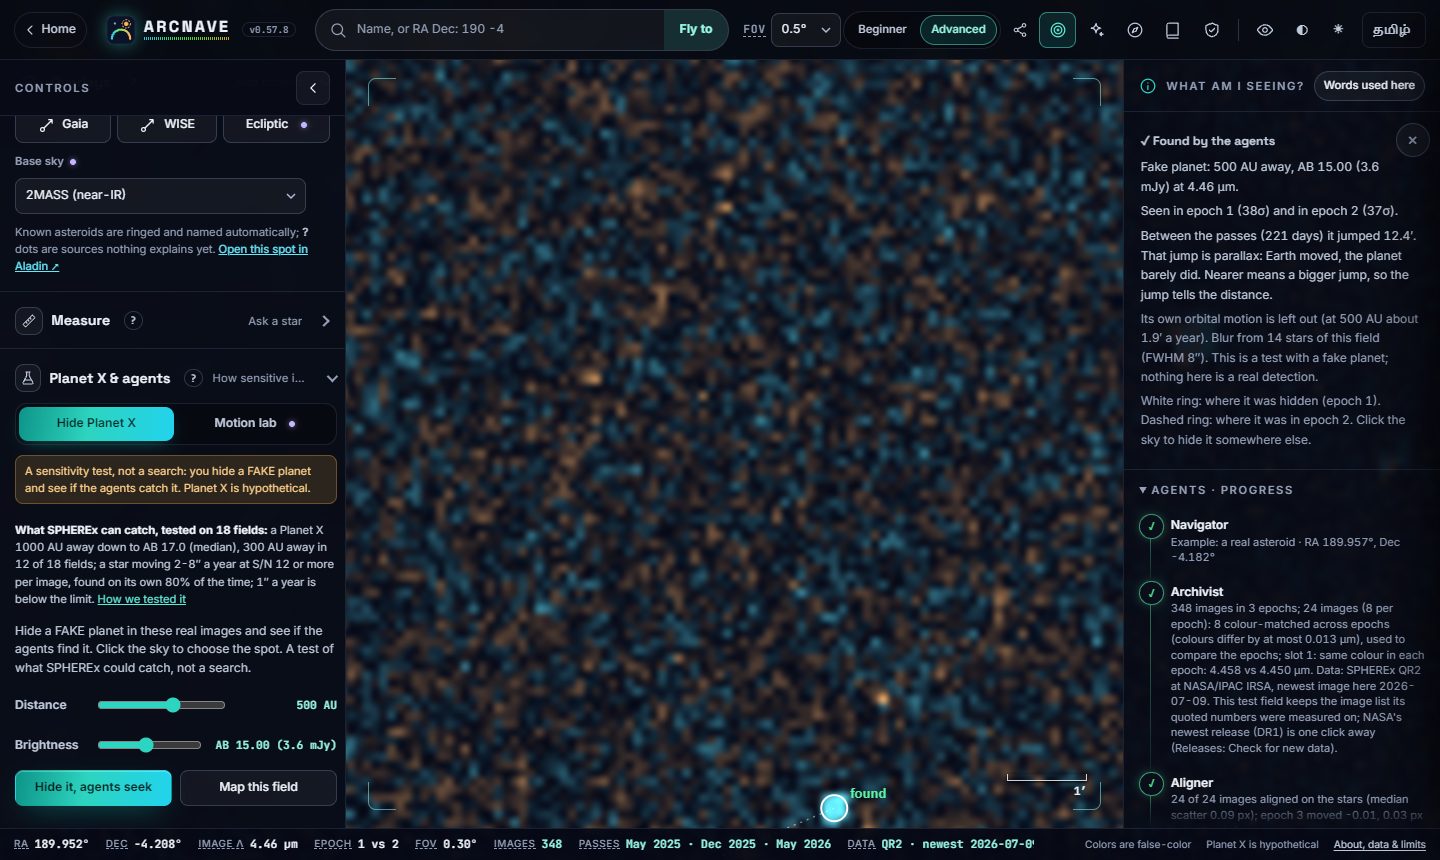 Home
ARCNAVE
v0.57.8
Name, or RA Dec: 190 -4
Fly to
FOV
0.5°
Beginner
Advanced
தமிழ்
CONTROLS
Gaia
WISE
Ecliptic
Base sky
2MASS (near-IR)
Known asteroids are ringed and named automatically; ?
dots are sources nothing explains yet. Open this spot in
Aladin ↗
Measure
?
Ask a star
Planet X & agents
?
How sensitive i...
Hide Planet X
Motion lab
A sensitivity test, not a search: you hide a FAKE planet
and see if the agents catch it. Planet X is hypothetical.
What SPHEREx can catch, tested on 18 fields: a Planet X
1000 AU away down to AB 17.0 (median), 300 AU away in
12 of 18 fields; a star moving 2-8" a year at S/N 12 or more
per image, found on its own 80% of the time; 1" a year is
below the limit. How we tested it
Hide a FAKE planet in these real images and see if the
agents find it. Click the sky to choose the spot. A test of
what SPHEREx could catch, not a search.
Distance
500 AU
Brightness
AB 15.00 (3.6 mJy)
Hide it, agents seek
Map this field
found
1′
WHAT AM I SEEING?
Words used here
✓ Found by the agents
Fake planet: 500 AU away, AB 15.00 (3.6
mJy) at 4.46 μm.
Seen in epoch 1 (38σ) and in epoch 2 (37σ).
Between the passes (221 days) it jumped 12.4′.
That jump is parallax: Earth moved, the planet
barely did. Nearer means a bigger jump, so the
jump tells the distance.
Its own orbital motion is left out (at 500 AU about
1.9′ a year). Blur from 14 stars of this field
(FWHM 8″). This is a test with a fake planet;
nothing here is a real detection.
White ring: where it was hidden (epoch 1).
Dashed ring: where it was in epoch 2. Click the
sky to hide it somewhere else.
▼ AGENTS · PROGRESS
Navigator
Example: a real asteroid · RA 189.957°, Dec
-4.182°
Archivist
348 images in 3 epochs; 24 images (8 per
epoch): 8 colour-matched across epochs
(colours differ by at most 0.013 μm), used to
compare the epochs; slot 1: same colour in each
epoch: 4.458 vs 4.450 μm. Data: SPHEREx QR2
at NASA/IPAC IRSA, newest image here 2026-
07-09. This test field keeps the image list its
quoted numbers were measured on; NASA's
newest release (DR1) is one click away
(Releases: Check for new data).
Aligner
24 of 24 images aligned on the stars (median
scatter 0.09 px); epoch 3 moved -0.01, 0.03 px
RA 189.952° DEC -4.208° IMAGE Λ 4.46 μm EPOCH 1 vs 2 FOV 0.30° IMAGES 348 PASSES May 2025 · Dec 2025 · May 2026 DATA QR2 · newest 2026-07-0
Colors are false-color Planet X is hypothetical About, data & limits